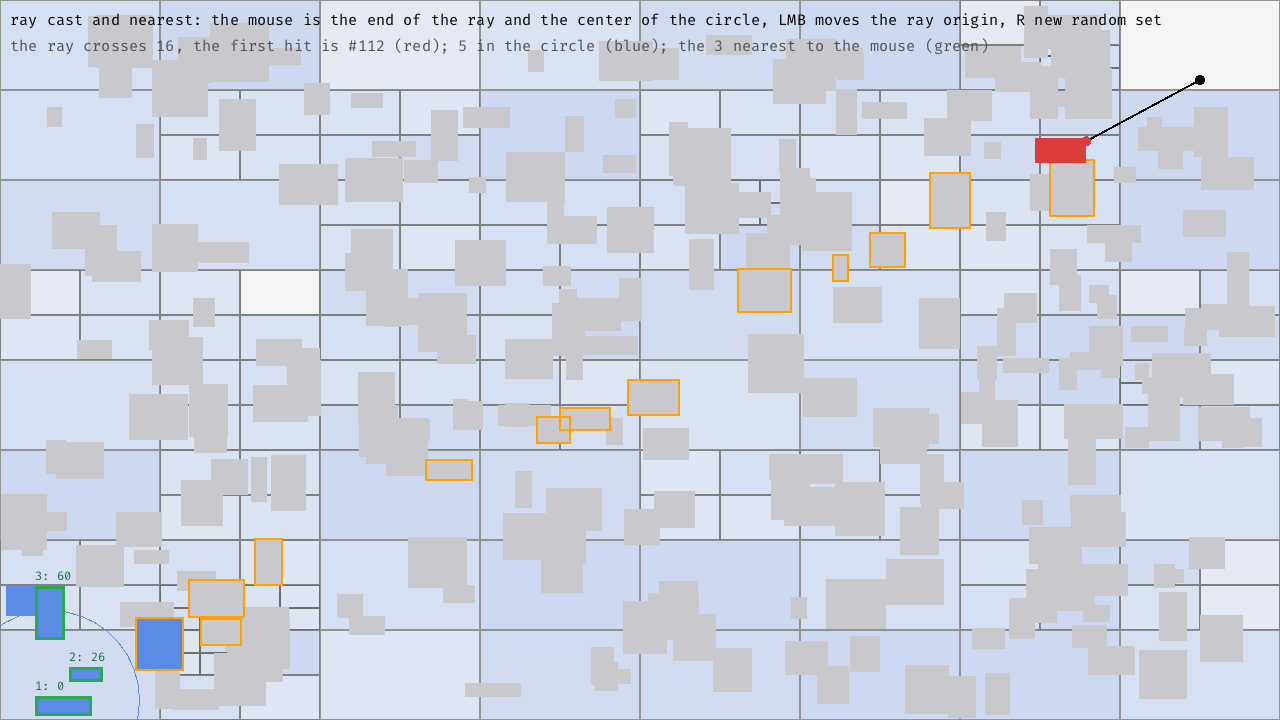 ray cast and nearest: the mouse is the end of the ray and the center of the circle, LMB moves the ray origin, R new random set
the ray crosses 16, the first hit is #112 (red); 5 in the circle (blue); the 3 nearest to the mouse (green)
3: 60
2: 26
1: 0